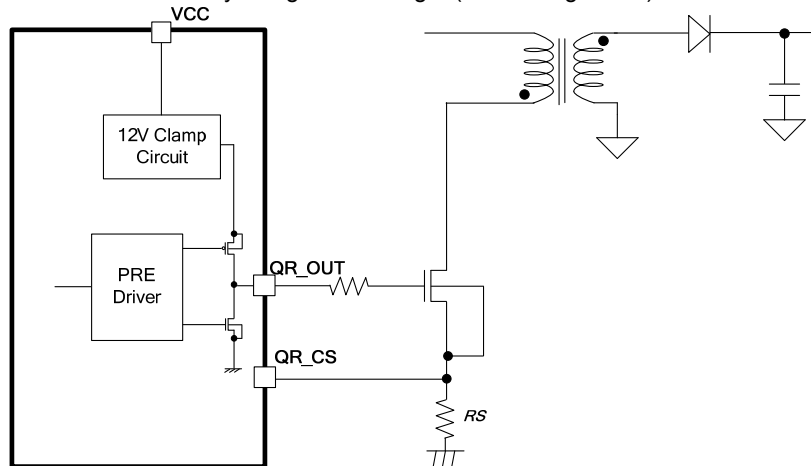 VCC
12V Clamp
Circuit
PRE
Driver
QR_OUT
QR_CS
RS